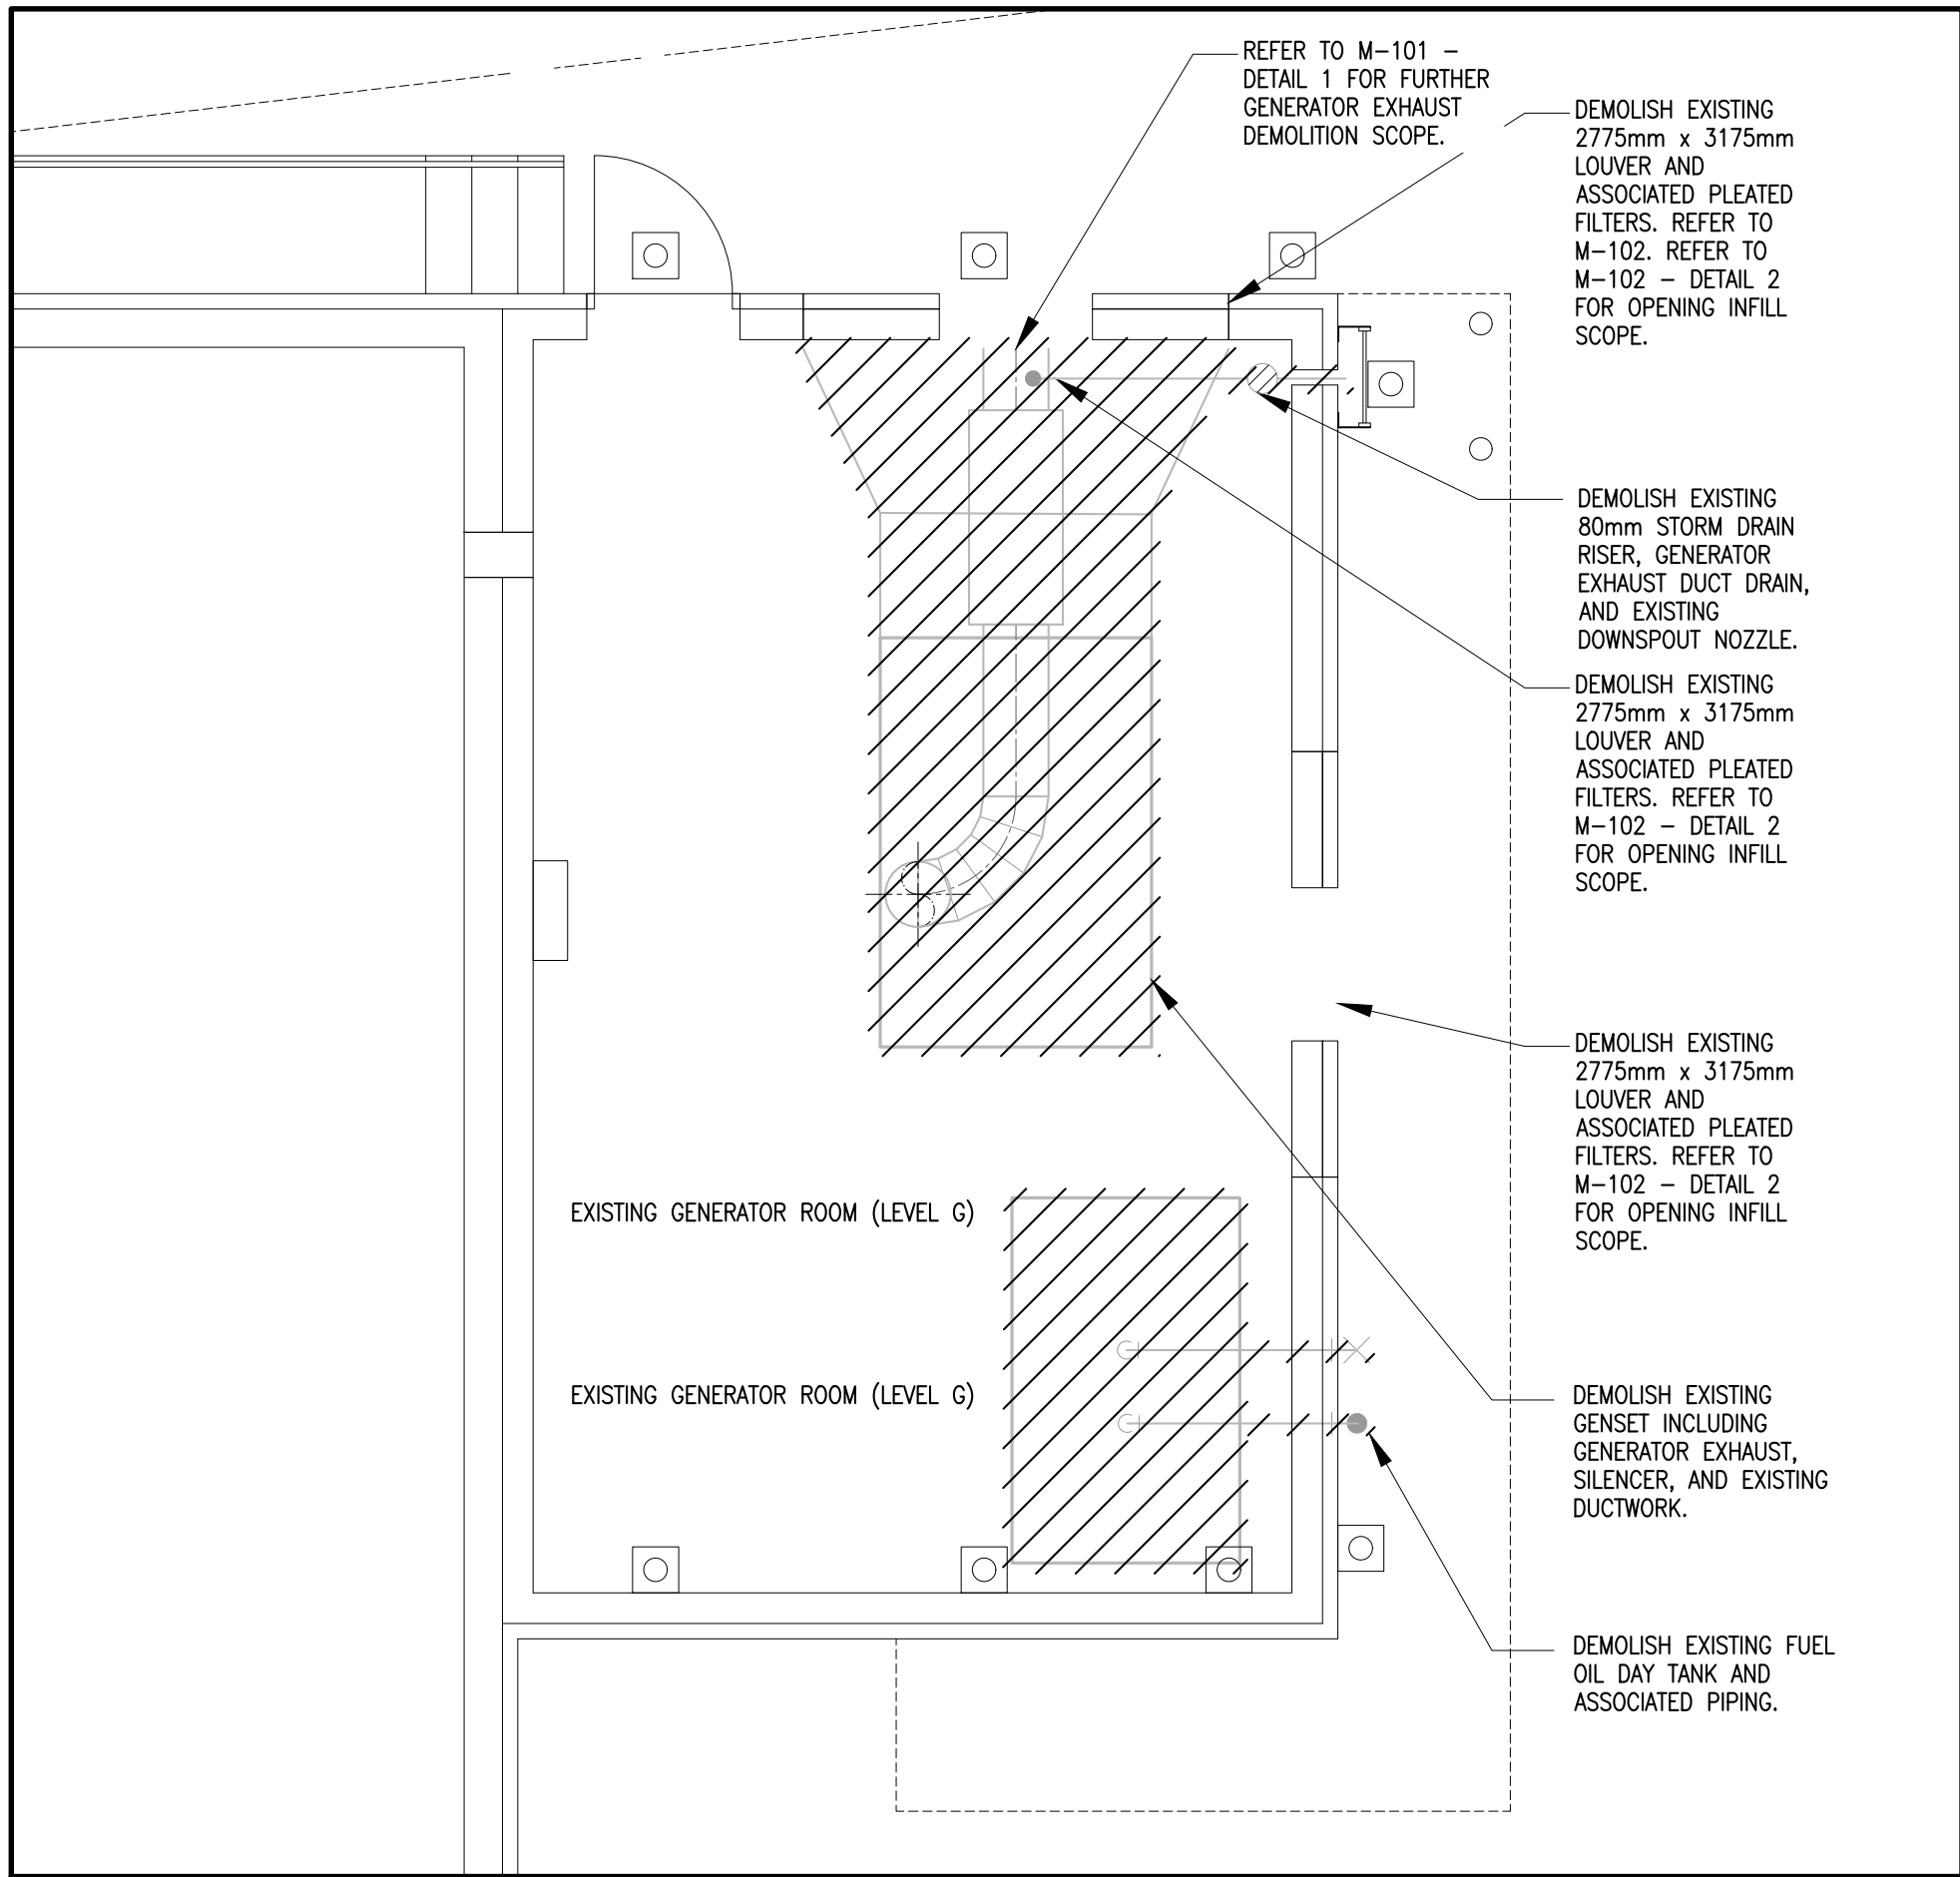 REFER TO M-101 -
DETAIL 1 FOR FURTHER
GENERATOR EXHAUST
DEMOLITION SCOPE.
DEMOLISH EXISTING
2775mm x 3175mm
LOUVER AND
ASSOCIATED PLEATED
FILTERS. REFER TO
M-102. REFER TO
M-102 - DETAIL 2
FOR OPENING INFILL
SCOPE.
DEMOLISH EXISTING
80mm STORM DRAIN
RISER, GENERATOR
EXHAUST DUCT DRAIN,
AND EXISTING
DOWNSPOUT NOZZLE.
DEMOLISH EXISTING
2775mm x 3175mm
LOUVER AND
ASSOCIATED PLEATED
FILTERS. REFER TO
M-102 - DETAIL 2
FOR OPENING INFILL
SCOPE.
DEMOLISH EXISTING
2775mm x 3175mm
LOUVER AND
ASSOCIATED PLEATED
FILTERS. REFER TO
M-102 - DETAIL 2
FOR OPENING INFILL
SCOPE.
EXISTING GENERATOR ROOM (LEVEL G)
EXISTING GENERATOR ROOM (LEVEL G)
DEMOLISH EXISTING
GENSET INCLUDING
GENERATOR EXHAUST,
SILENCER, AND EXISTING
DUCTWORK.
DEMOLISH EXISTING FUEL
OIL DAY TANK AND
ASSOCIATED PIPING.